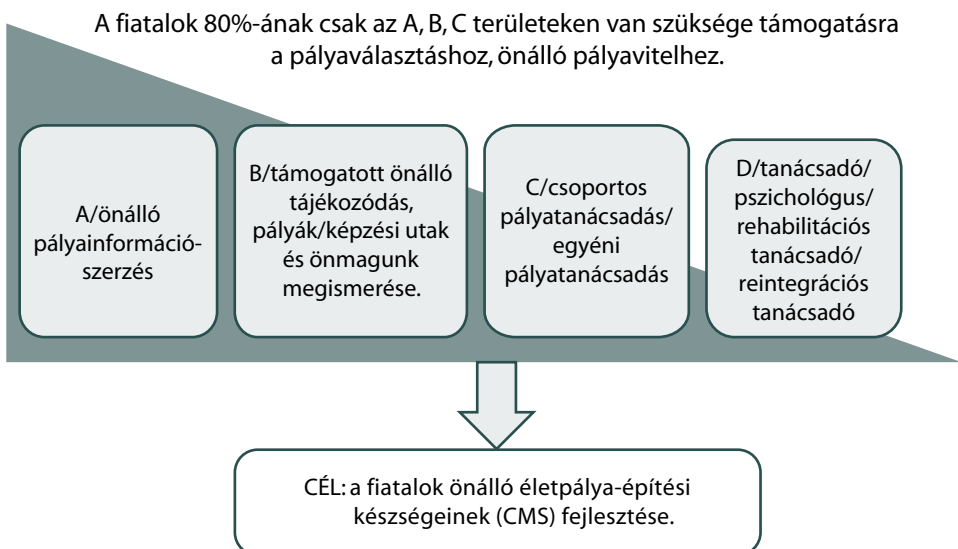 A fiatalok 80%-ának csak az A, B, C területeken van szüksége támogatásra
a pályaválasztáshoz, önálló pályavitelhez.
A/önálló
pályainformáció-
szerzés
B/támogatott önálló
tájékozódás,
pályák/képzési utak
és önmagunk
megismerése.
C/csoportos
pályatanácsadás/
egyéni
pályatanácsadás
D/tanácsadó/
pszichológus/
rehabilitációs
tanácsadó/
reintegrációs
tanácsadó
CÉL: a fiatalok önálló életpálya-építési
készségeinek (CMS) fejlesztése.